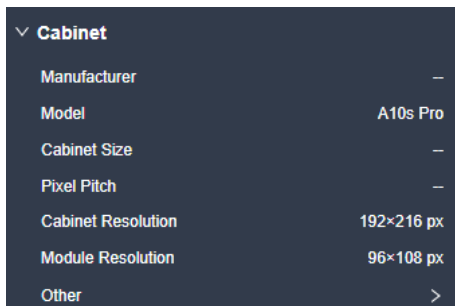 Cabinet
Manufacturer --
Model A10s Pro
Cabinet Size --
Pixel Pitch --
Cabinet Resolution 192×216 px
Module Resolution 96×108 px
Other >